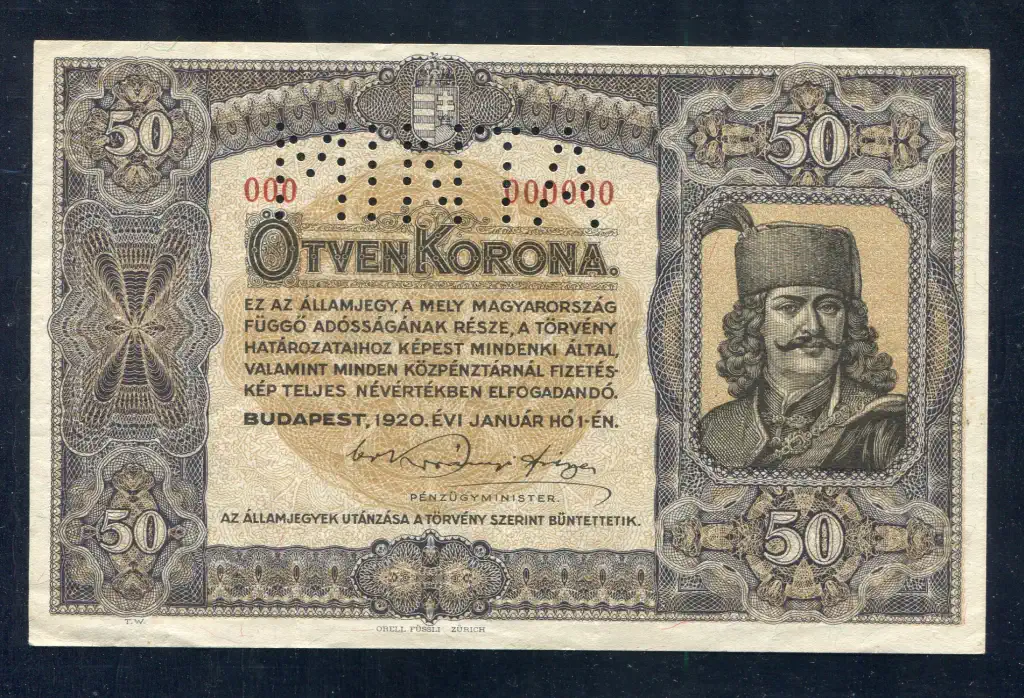 50
50
MINTA
000 000000
ÖTVEN KORONA.
EZ AZ ÁLLAMJEGY, A MELY MAGYARORSZÁG
FÜGGŐ ADÓSSÁGÁNAK RÉSZE, A TÖRVÉNY
HATÁROZATAIHOZ KÉPEST MINDENKI ÁLTAL,
VALAMINT MINDEN KÖZPÉNZTÁRNÁL FIZETÉS-
KÉP TELJES NÉVÉRTÉKBEN ELFOGADANDÓ.
BUDAPEST, 1920. ÉVI JANUÁR HÓ 1-ÉN.
PÉNZÜGYMINISTER.
AZ ÁLLAMJEGYEK UTÁNZÁSA A TÖRVÉNY SZERINT BÜNTETTETIK.
50
50
T.W.
ORELL FÜSSLI ZÜRICH